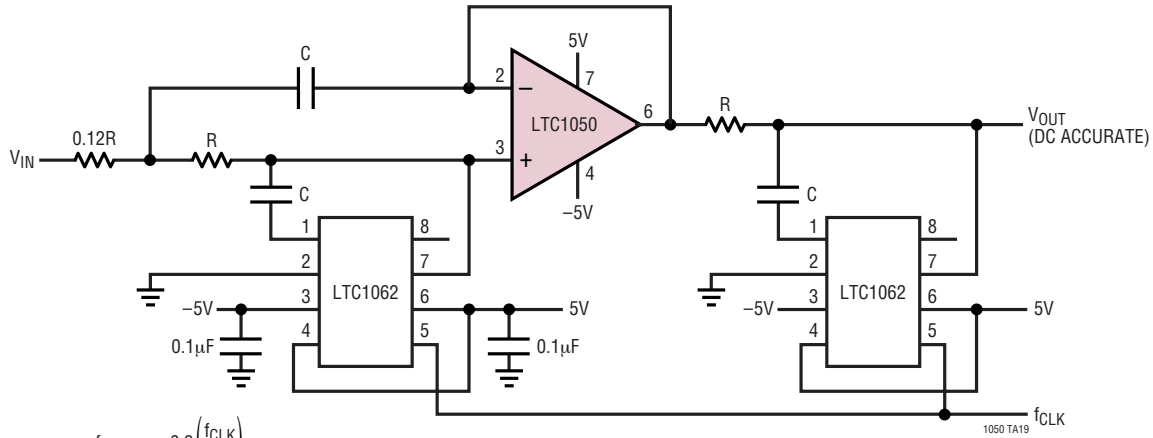 C
5V
2
7
–
0.12R
R
LTC1050
6
R
V_OUT
(DC ACCURATE)
V_IN
3
+
4
–5V
C
C
1
8
2
7
LTC1062
–5V
3
6
5V
4
5
0.1µF
0.1µF
1
8
2
7
LTC1062
–5V
3
6
5V
4
5
f_CLK
1050 TA19
(f_CLK)